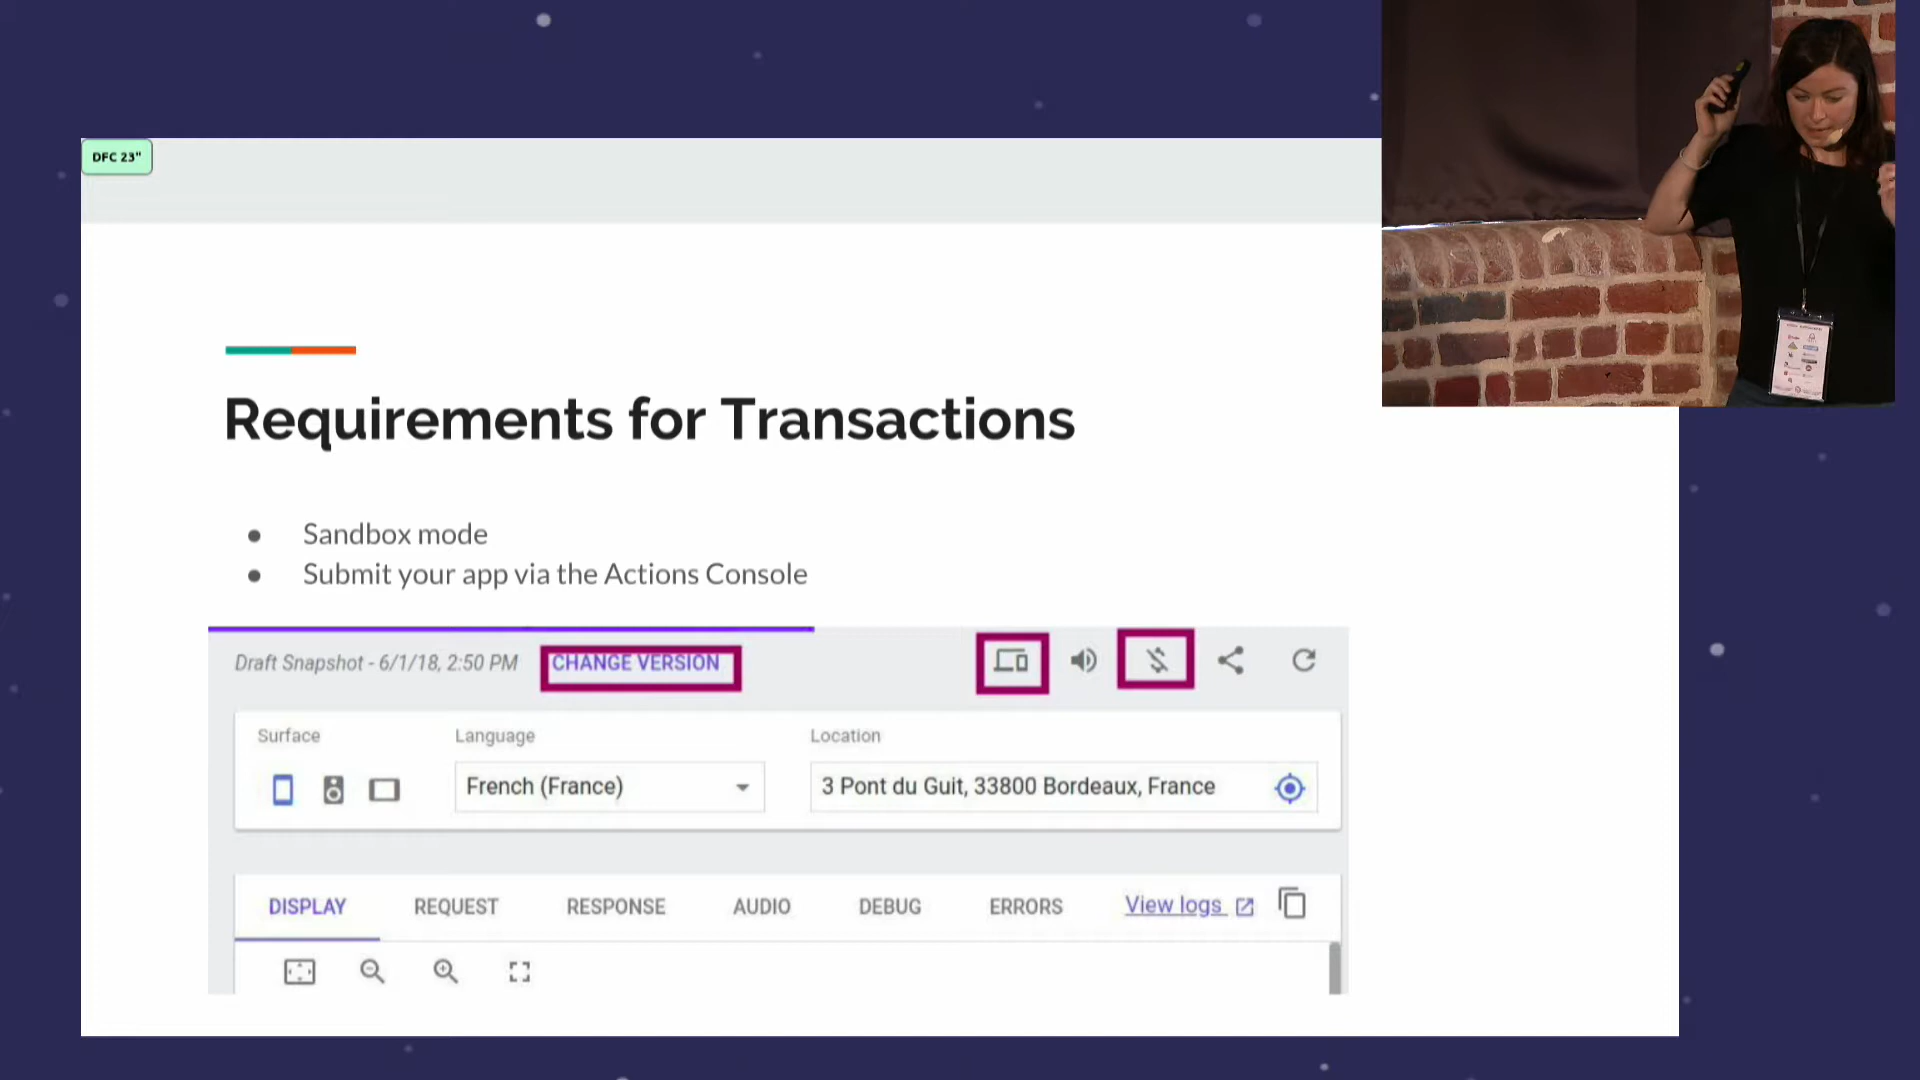 DFC 23"
Requirements for Transactions
Sandbox mode
Submit your app via the Actions Console
Draft Snapshot - 6/1/18, 2:50 PM CHANGE VERSION
Surface Language Location
French (France) 3 Pont du Guit, 33800 Bordeaux, France
DISPLAY REQUEST RESPONSE AUDIO DEBUG ERRORS View logs